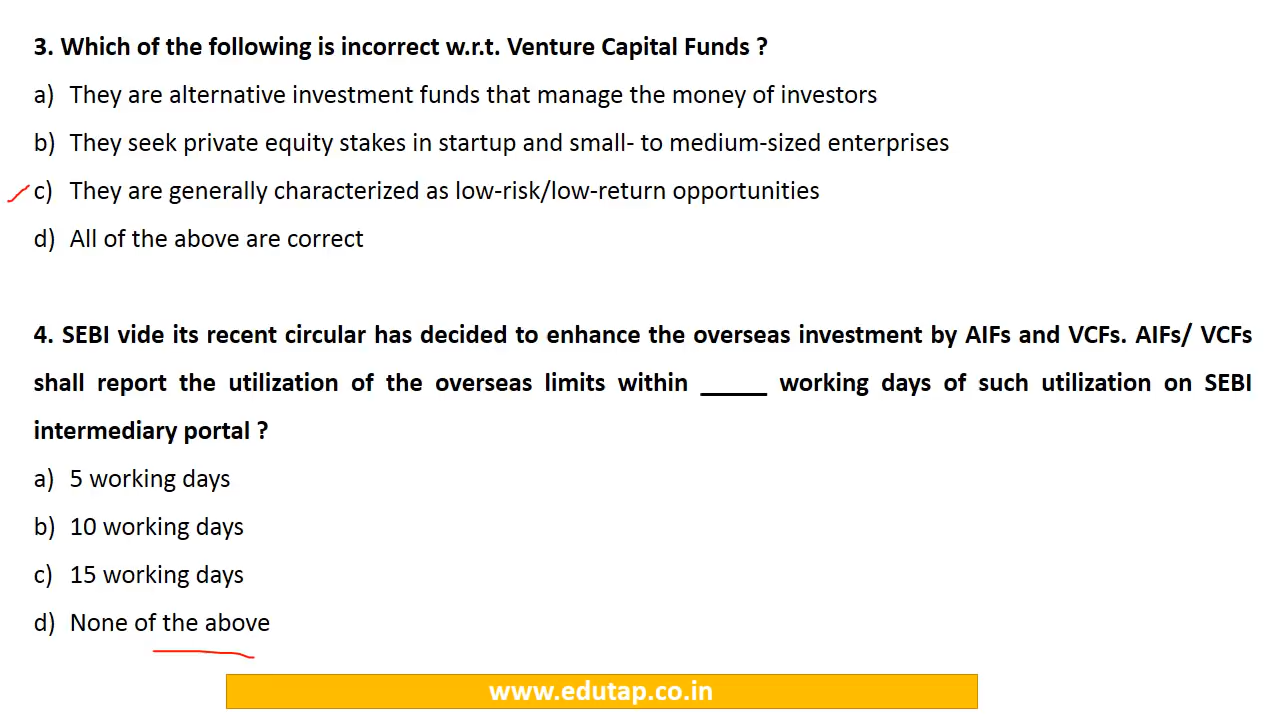 3. Which of the following is incorrect w.r.t. Venture Capital Funds ?
a) They are alternative investment funds that manage the money of investors
b) They seek private equity stakes in startup and small- to medium-sized enterprises
c) They are generally characterized as low-risk/low-return opportunities
d) All of the above are correct
4. SEBI vide its recent circular has decided to enhance the overseas investment by AIFs and VCFs. AIFs/ VCFs
shall report the utilization of the overseas limits within _____ working days of such utilization on SEBI
intermediary portal ?
a) 5 working days
b) 10 working days
c) 15 working days
d) None of the above
www.edutap.co.in